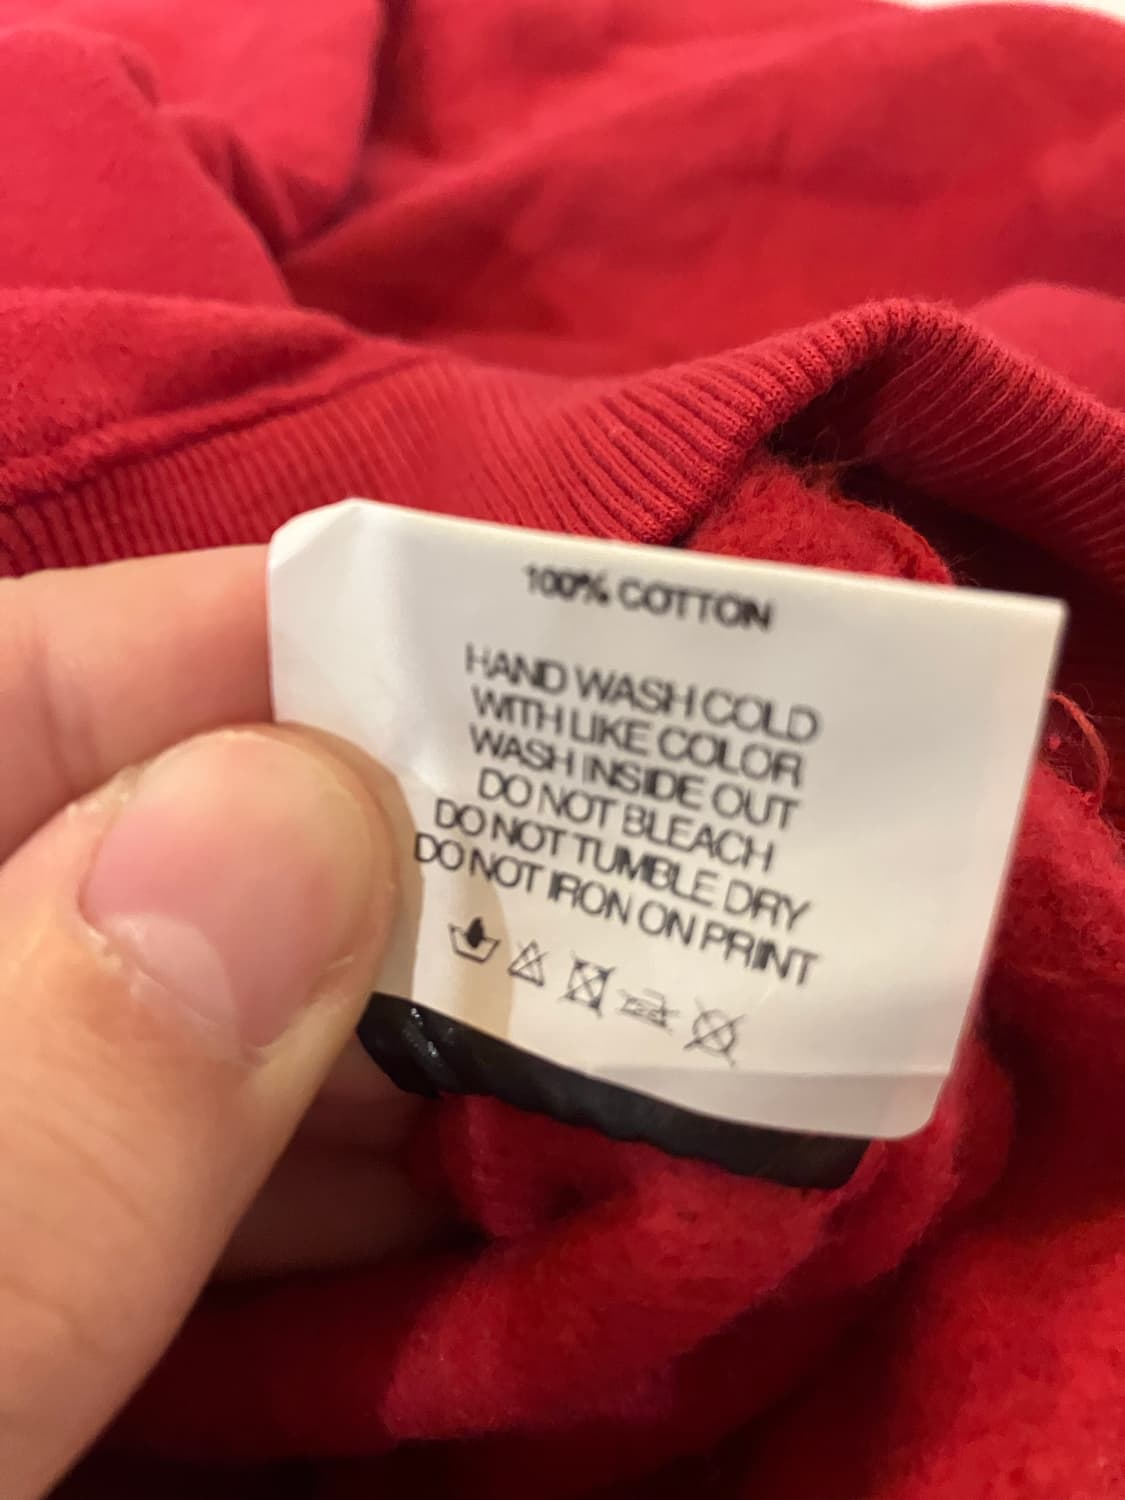 100% COTTON
HAND WASH COLD
WITH LIKE COLOR
WASH INSIDE OUT
DO NOT BLEACH
DO NOT TUMBLE DRY
DO NOT IRON ON PRINT